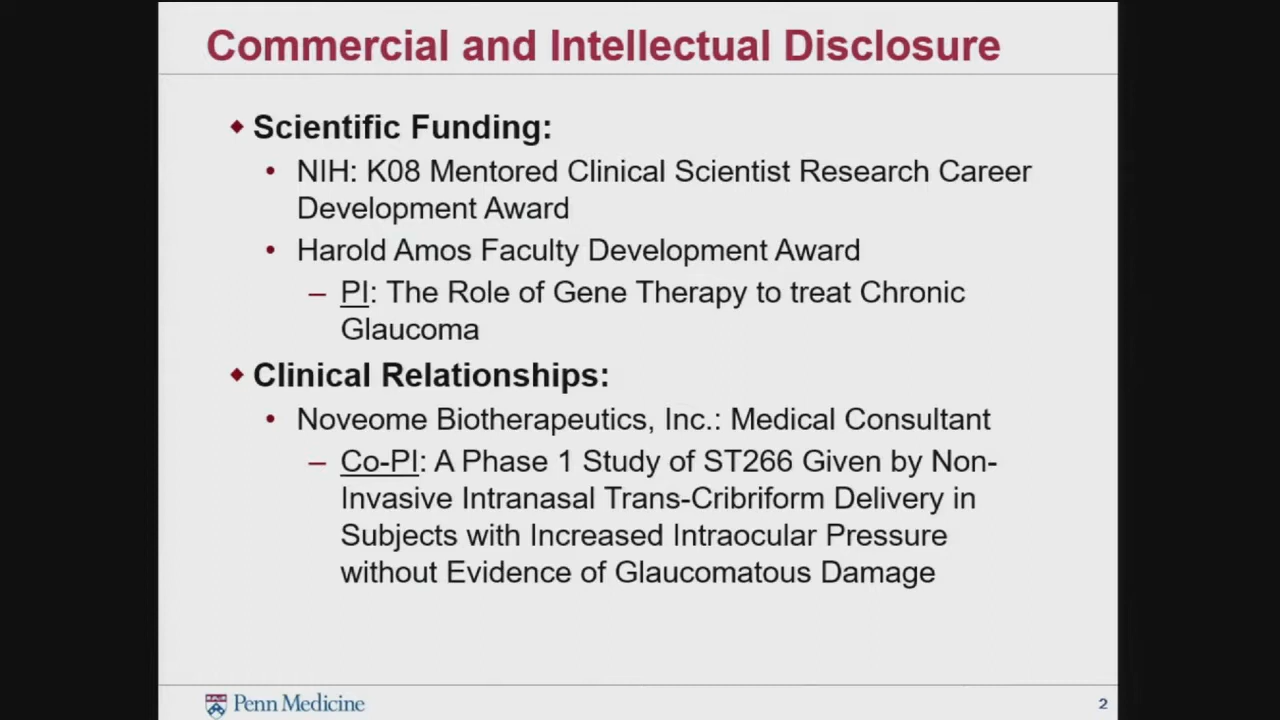 Commercial and Intellectual Disclosure
Scientific Funding:
NIH: K08 Mentored Clinical Scientist Research Career
Development Award
Harold Amos Faculty Development Award
– PI: The Role of Gene Therapy to treat Chronic
Glaucoma
Clinical Relationships:
Noveome Biotherapeutics, Inc.: Medical Consultant
– Co-PI: A Phase 1 Study of ST266 Given by Non-
Invasive Intranasal Trans-Cribriform Delivery in
Subjects with Increased Intraocular Pressure
without Evidence of Glaucomatous Damage
Penn Medicine
2